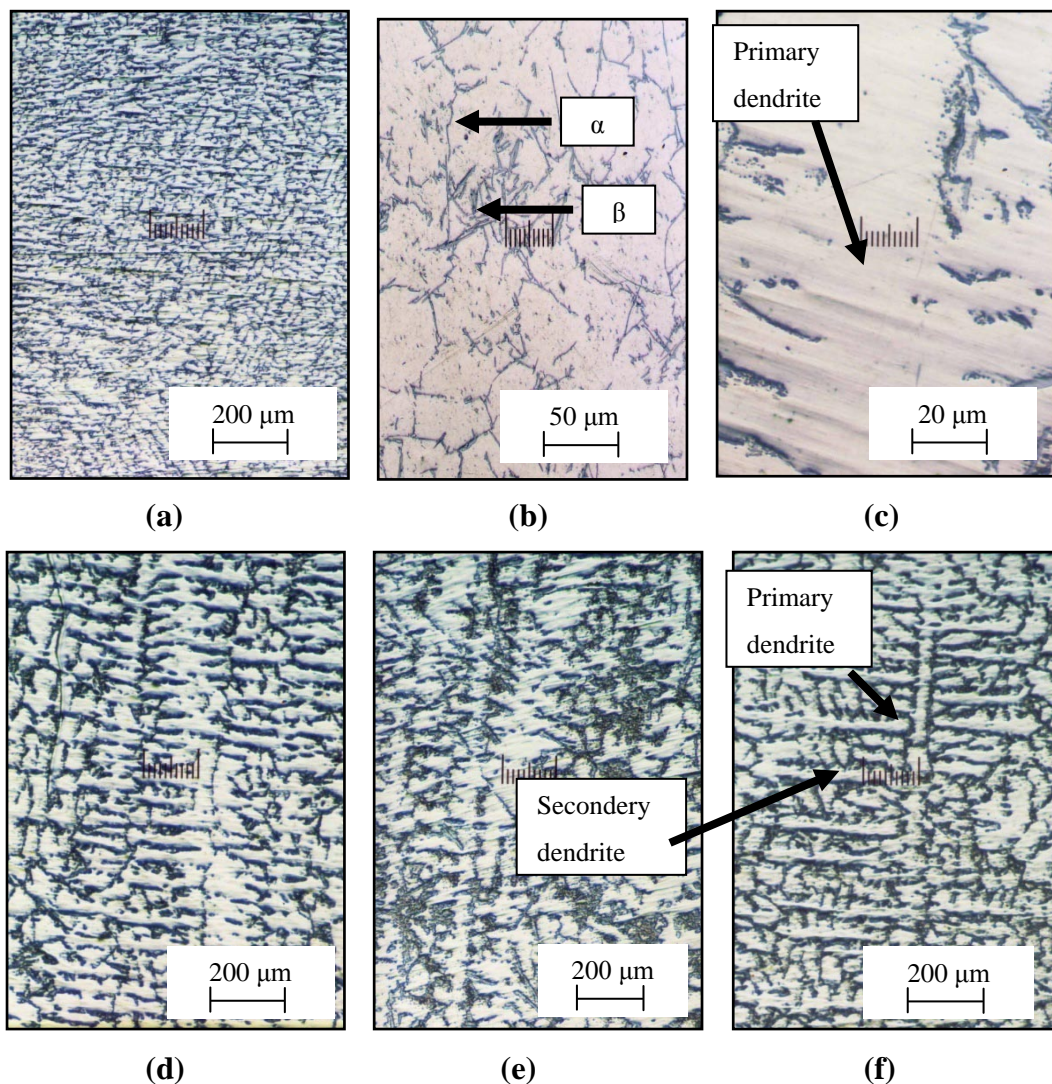 Primary
dendrite
α
β
200 μm
50 μm
20 μm
(a)
(b)
(c)
Primary
dendrite
Secondery
dendrite
200 μm
200 μm
200 μm
(d)
(e)
(f)